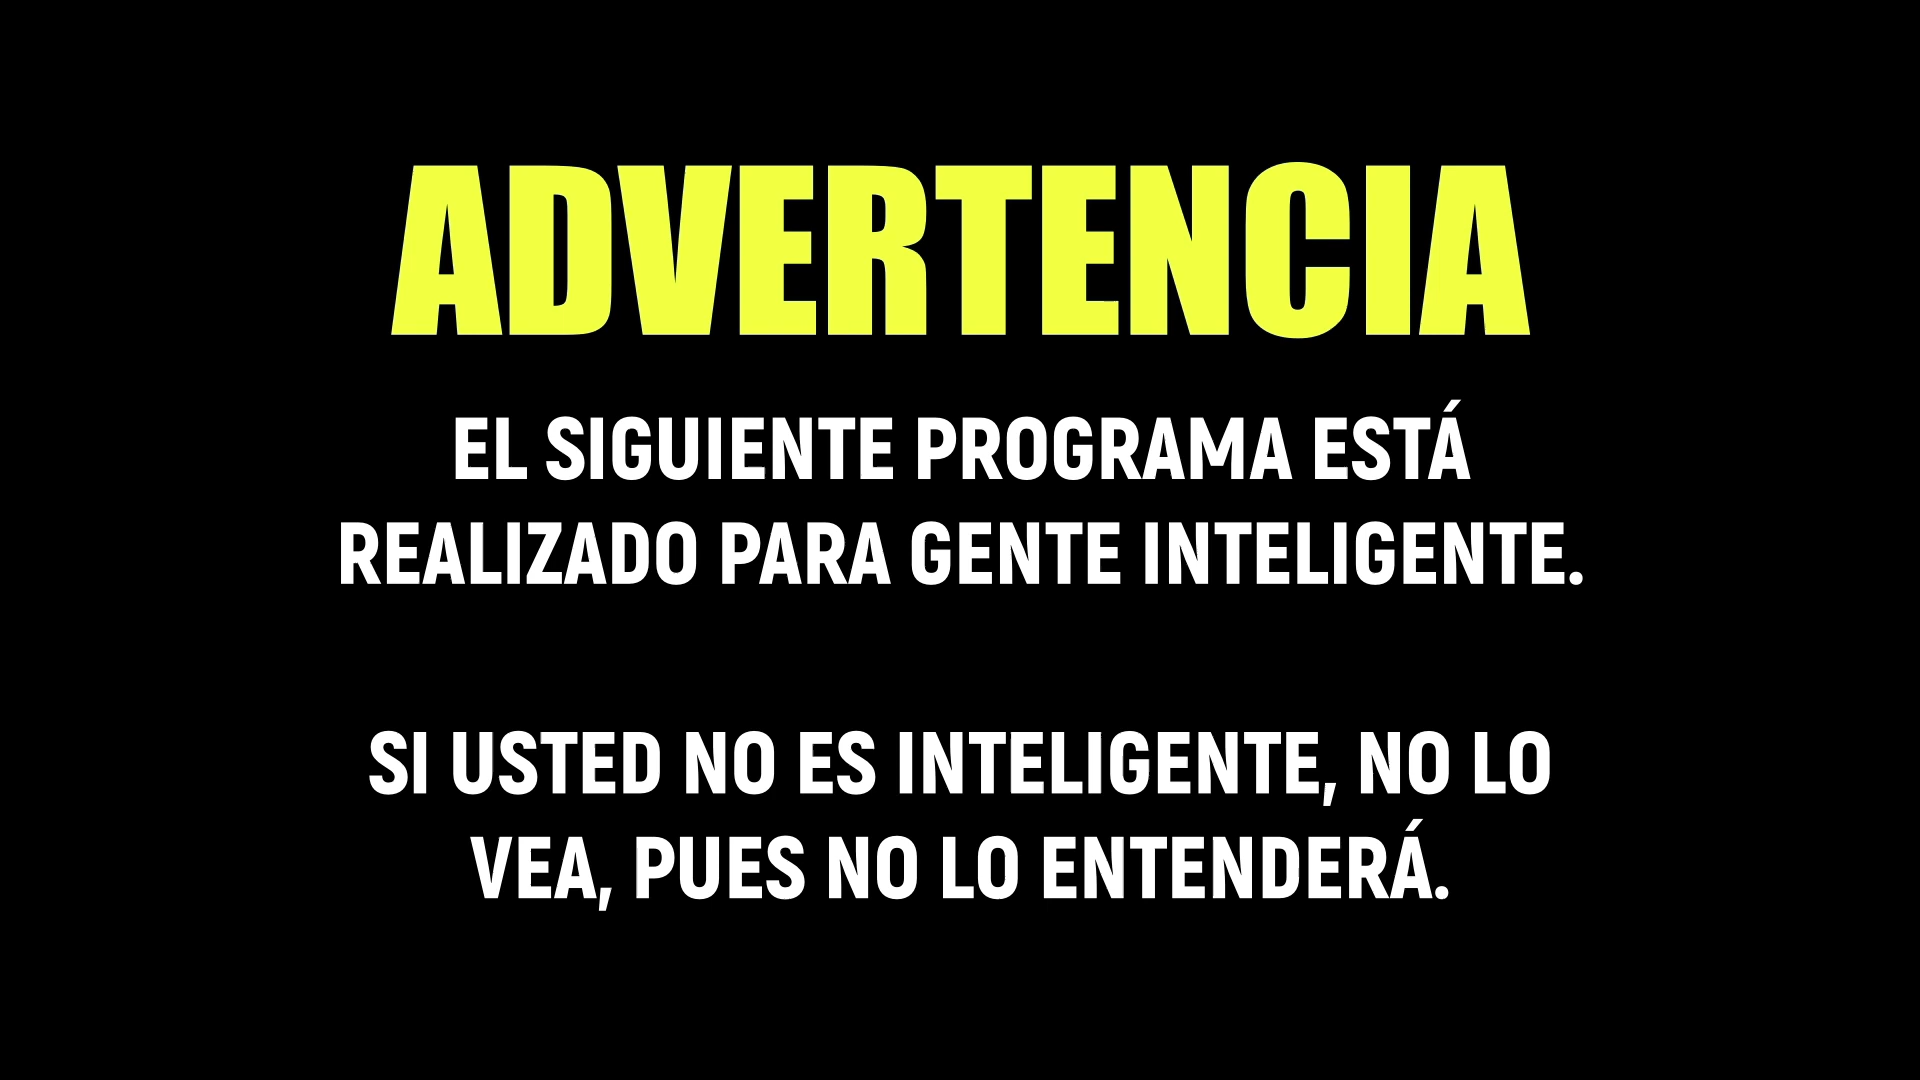 ADVERTENCIA
EL SIGUIENTE PROGRAMA ESTÁ
REALIZADO PARA GENTE INTELIGENTE.
SI USTED NO ES INTELIGENTE, NO LO
VEA, PUES NO LO ENTENDERÁ.